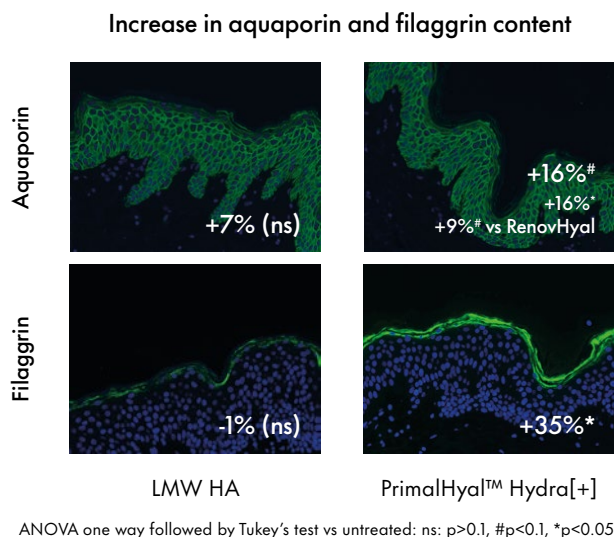 Increase in aquaporin and filaggrin content
Aquaporin
+7% (ns)
+16%#
+16%*
+9%# vs RenovHyal
Filaggrin
-1% (ns)
+35%*
LMW HA
PrimalHyal™ Hydra[+]
ANOVA one way followed by Tukey's test vs untreated: ns: p>0.1, #p<0.1, *p<0.05